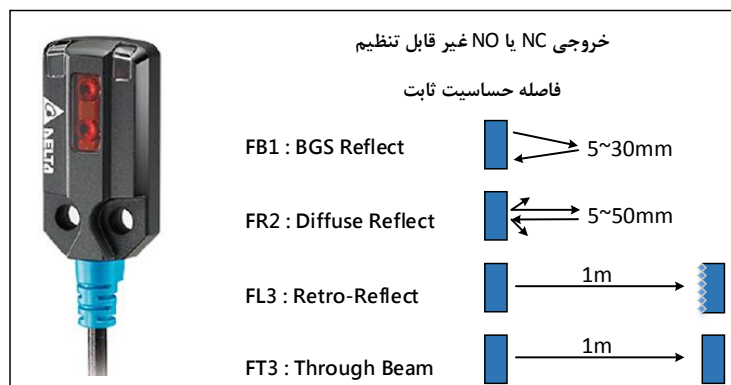 خروجی NC یا NO غیر قابل تنظیم
فاصله حساسیت ثابت
FB1 : BGS Reflect
5~30mm
FR2 : Diffuse Reflect
5~50mm
FL3 : Retro-Reflect
1m
FT3 : Through Beam
1m
DELTA